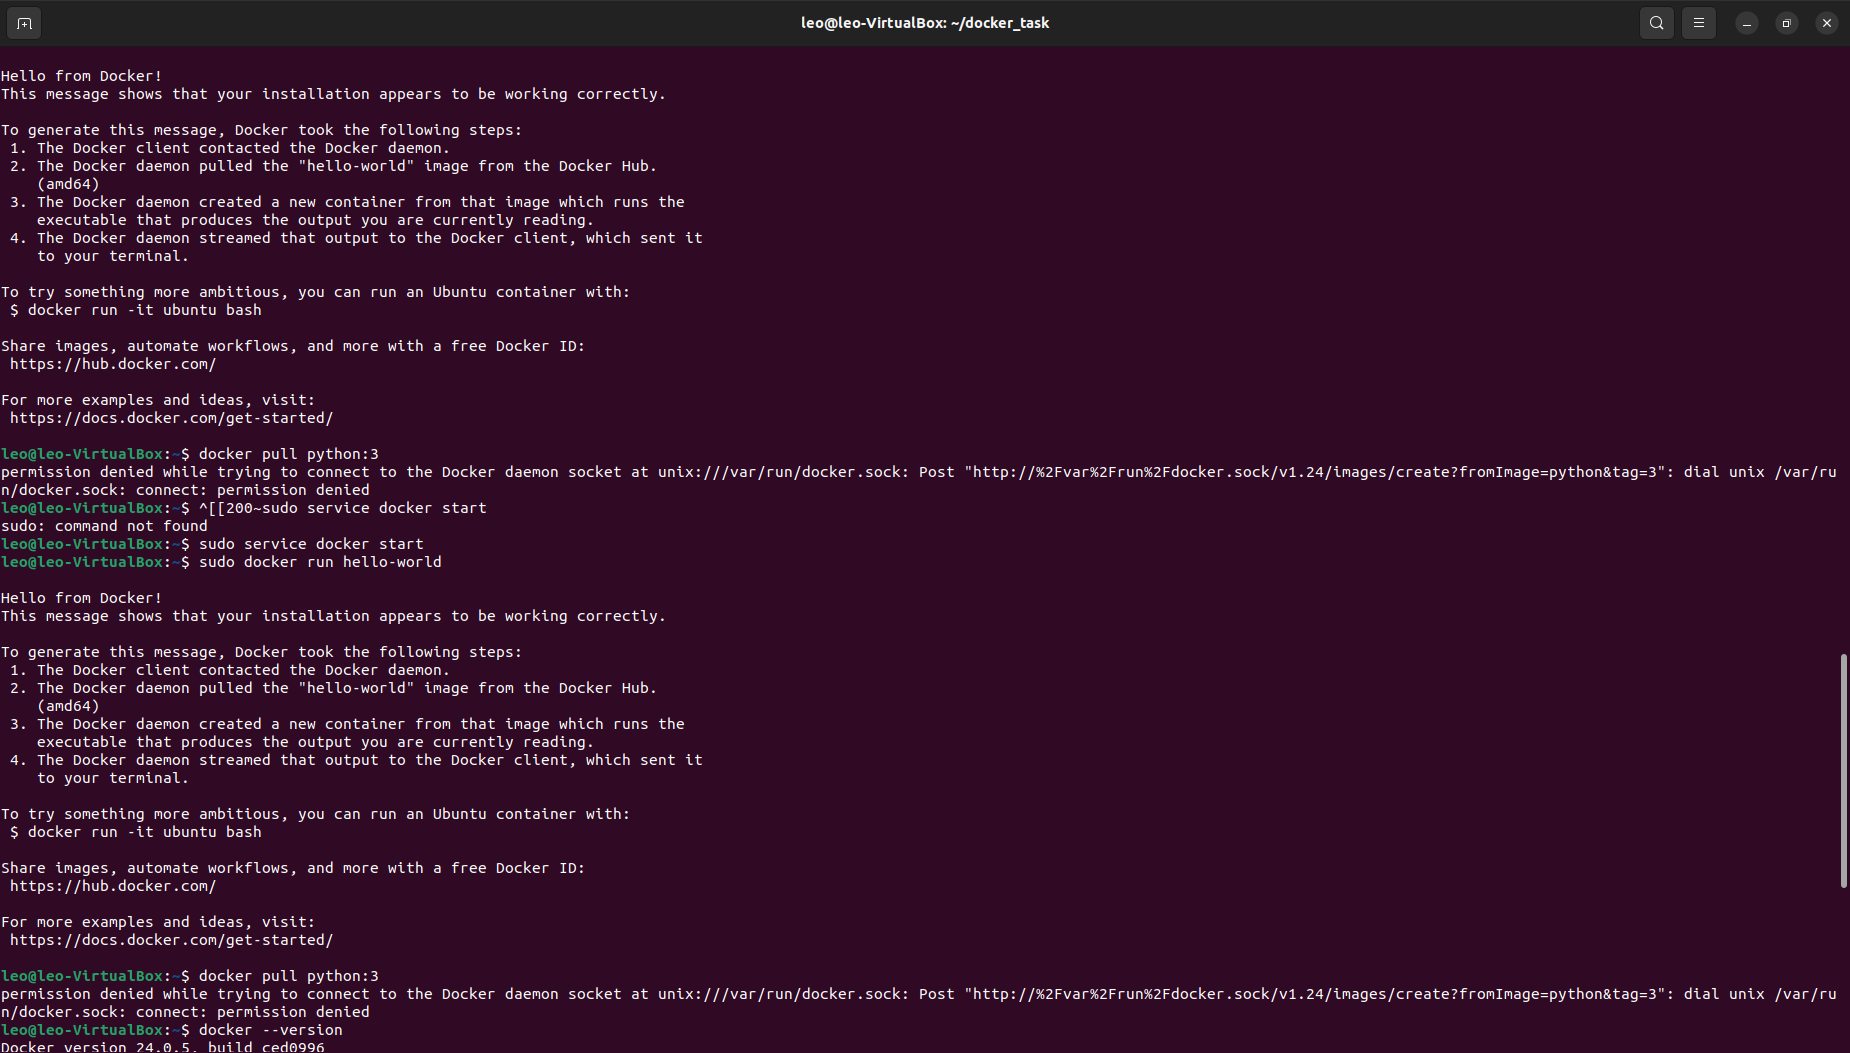 leo@leo-VirtualBox: ~/docker_task
Hello from Docker!
This message shows that your installation appears to be working correctly.
To generate this message, Docker took the following steps:
 1. The Docker client contacted the Docker daemon.
 2. The Docker daemon pulled the "hello-world" image from the Docker Hub.
    (amd64)
 3. The Docker daemon created a new container from that image which runs the
    executable that produces the output you are currently reading.
 4. The Docker daemon streamed that output to the Docker client, which sent it
    to your terminal.
To try something more ambitious, you can run an Ubuntu container with:
 $ docker run -it ubuntu bash
Share images, automate workflows, and more with a free Docker ID:
 https://hub.docker.com/
For more examples and ideas, visit:
 https://docs.docker.com/get-started/
leo@leo-VirtualBox:~$ docker pull python:3
permission denied while trying to connect to the Docker daemon socket at unix:///var/run/docker.sock: Post "http://%2Fvar%2Frun%2Fdocker.sock/v1.24/images/create?fromImage=python&tag=3": dial unix /var/ru
n/docker.sock: connect: permission denied
leo@leo-VirtualBox:~$ ^[[200~sudo service docker start
sudo: command not found
leo@leo-VirtualBox:~$ sudo service docker start
leo@leo-VirtualBox:~$ sudo docker run hello-world
Hello from Docker!
This message shows that your installation appears to be working correctly.
To generate this message, Docker took the following steps:
 1. The Docker client contacted the Docker daemon.
 2. The Docker daemon pulled the "hello-world" image from the Docker Hub.
    (amd64)
 3. The Docker daemon created a new container from that image which runs the
    executable that produces the output you are currently reading.
 4. The Docker daemon streamed that output to the Docker client, which sent it
    to your terminal.
To try something more ambitious, you can run an Ubuntu container with:
 $ docker run -it ubuntu bash
Share images, automate workflows, and more with a free Docker ID:
 https://hub.docker.com/
For more examples and ideas, visit:
 https://docs.docker.com/get-started/
leo@leo-VirtualBox:~$ docker pull python:3
permission denied while trying to connect to the Docker daemon socket at unix:///var/run/docker.sock: Post "http://%2Fvar%2Frun%2Fdocker.sock/v1.24/images/create?fromImage=python&tag=3": dial unix /var/ru
n/docker.sock: connect: permission denied
leo@leo-VirtualBox:~$ docker --version
Docker version 24.0.5, build ced0996